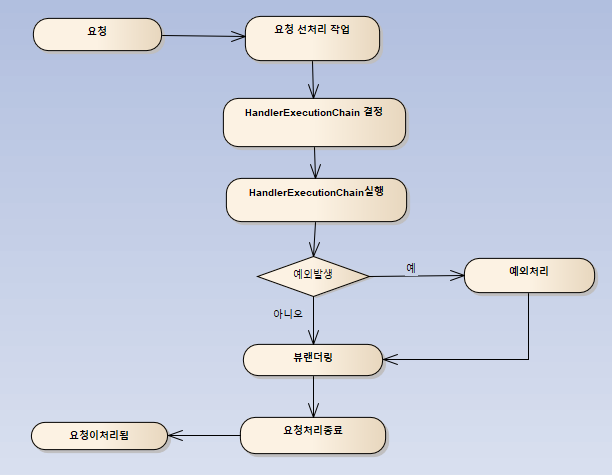 요청
요청 선처리 작업
HandlerExecutionChain 결정
HandlerExecutionChain실행
예외발생
예
예외처리
아니오
뷰랜더링
요청처리종료
요청이처리됨